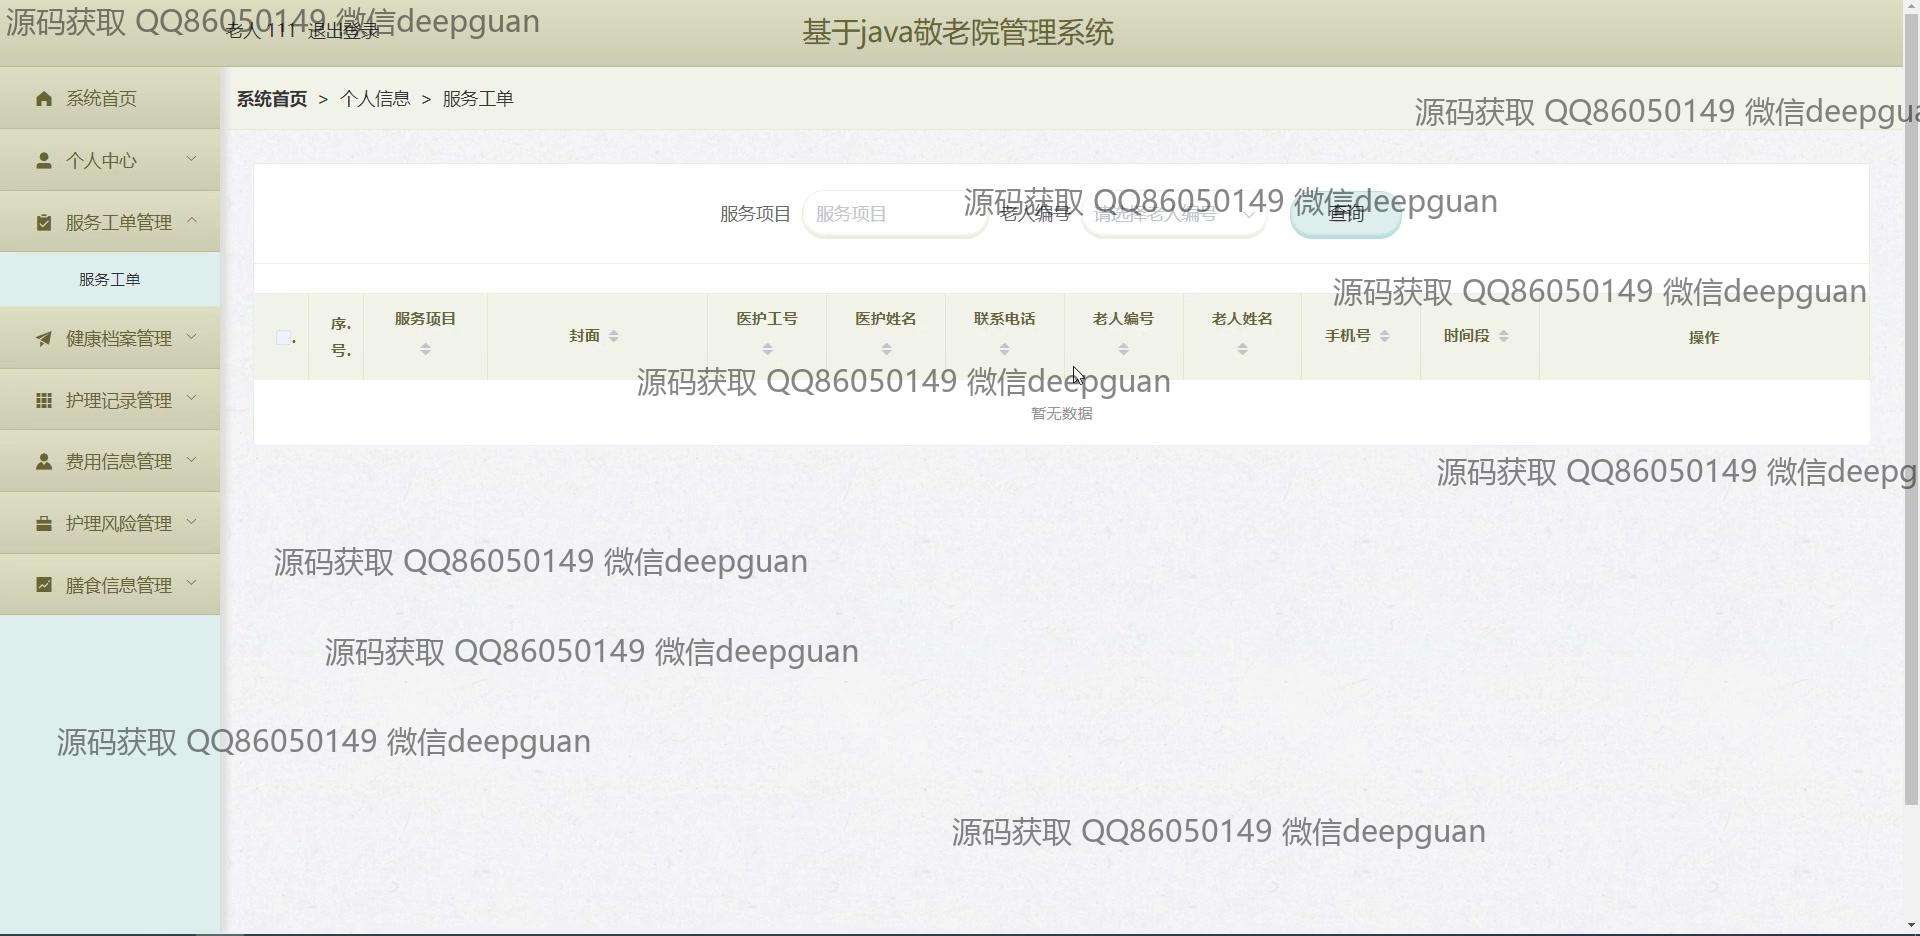 源码获取 QQ86050149 微信deepguan
老人 111 退出登录
基于java敬老院管理系统
系统首页
个人中心
服务工单管理
服务工单
健康档案管理
护理记录管理
费用信息管理
护理风险管理
膳食信息管理
系统首页 > 个人信息 > 服务工单
源码获取 QQ86050149 微信deepgua
源码获取 QQ86050149 微信deepguan
服务项目 服务项目 老人编号 请选择老人编号 查询
源码获取 QQ86050149 微信deepguan
序号 服务项目 封面 医护工号 医护姓名 联系电话 老人编号 老人姓名 手机号 时间段 操作
源码获取 QQ86050149 微信deepguan
暂无数据
源码获取 QQ86050149 微信deepg
源码获取 QQ86050149 微信deepguan
源码获取 QQ86050149 微信deepguan
源码获取 QQ86050149 微信deepguan
源码获取 QQ86050149 微信deepguan